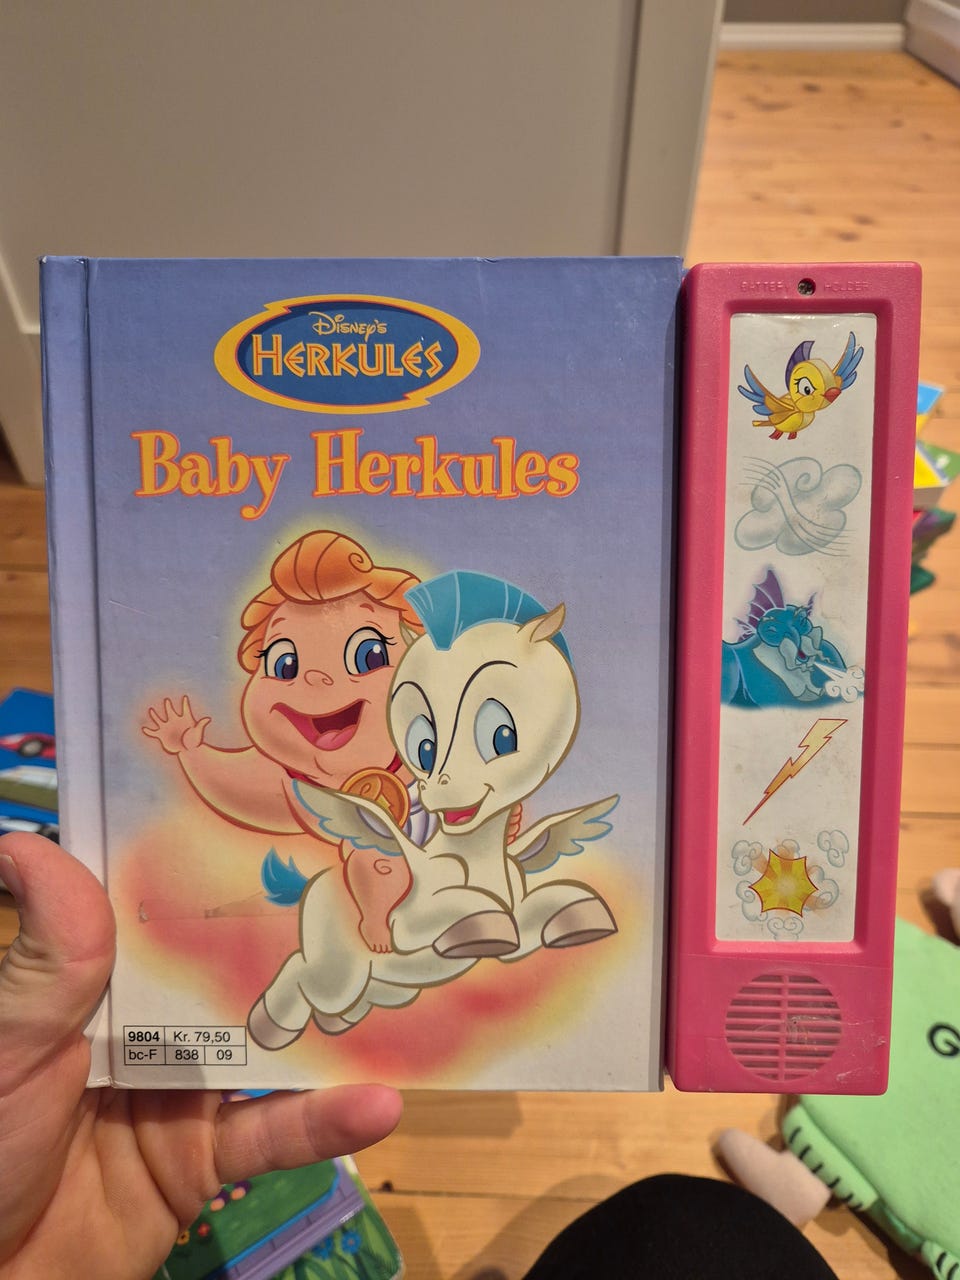 DISNEY'S
HERKULES
Baby Herkules
BATTERY HOLDER
9804 Kr. 79,50
bc-F 838 09
G